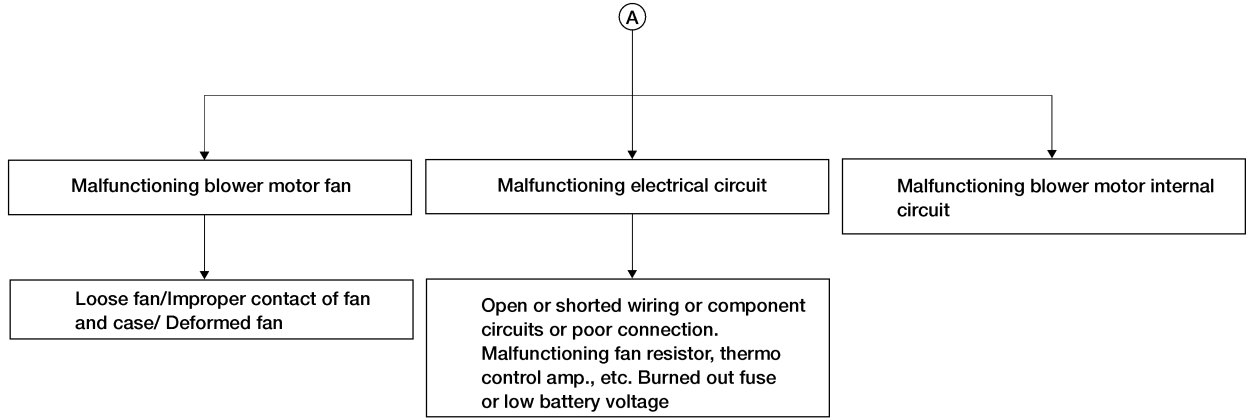 A
Malfunctioning blower motor fan
Malfunctioning electrical circuit
Malfunctioning blower motor internal
circuit
Loose fan/Improper contact of fan
and case/ Deformed fan
Open or shorted wiring or component
circuits or poor connection.
Malfunctioning fan resistor, thermo
control amp., etc. Burned out fuse
or low battery voltage